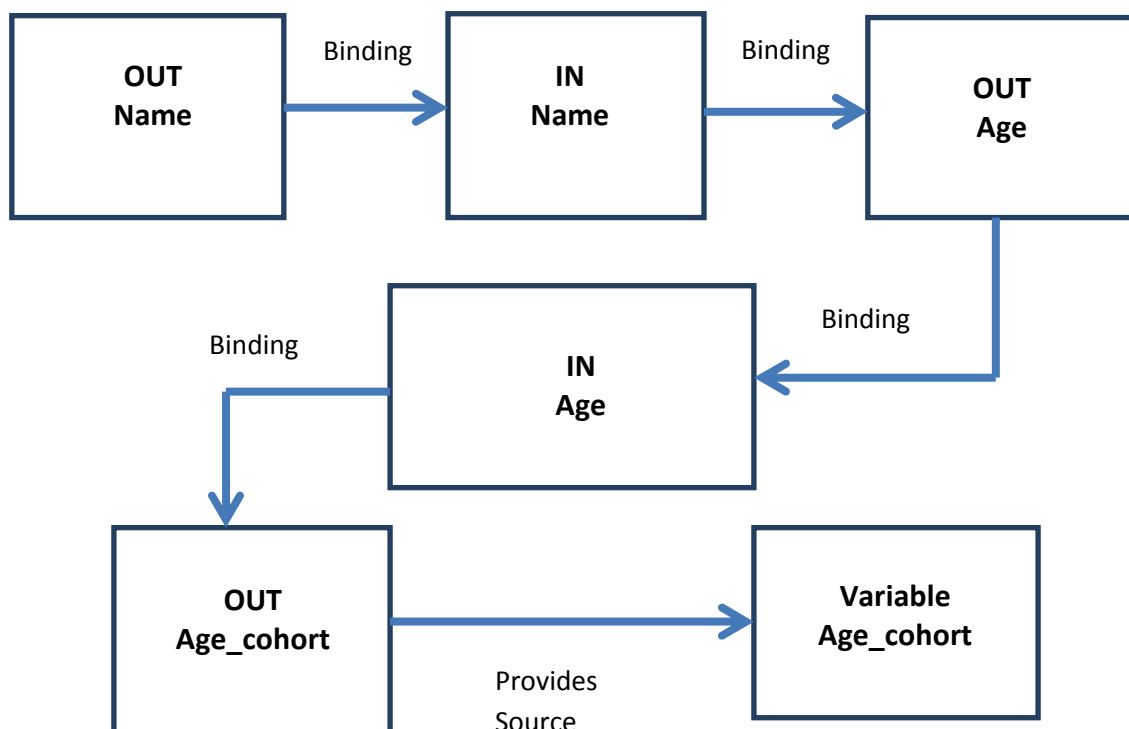 OUT
Name
Binding
IN
Name
Binding
OUT
Age
Binding
IN
Age
Binding
OUT
Age_cohort
Provides
Source
Variable
Age_cohort